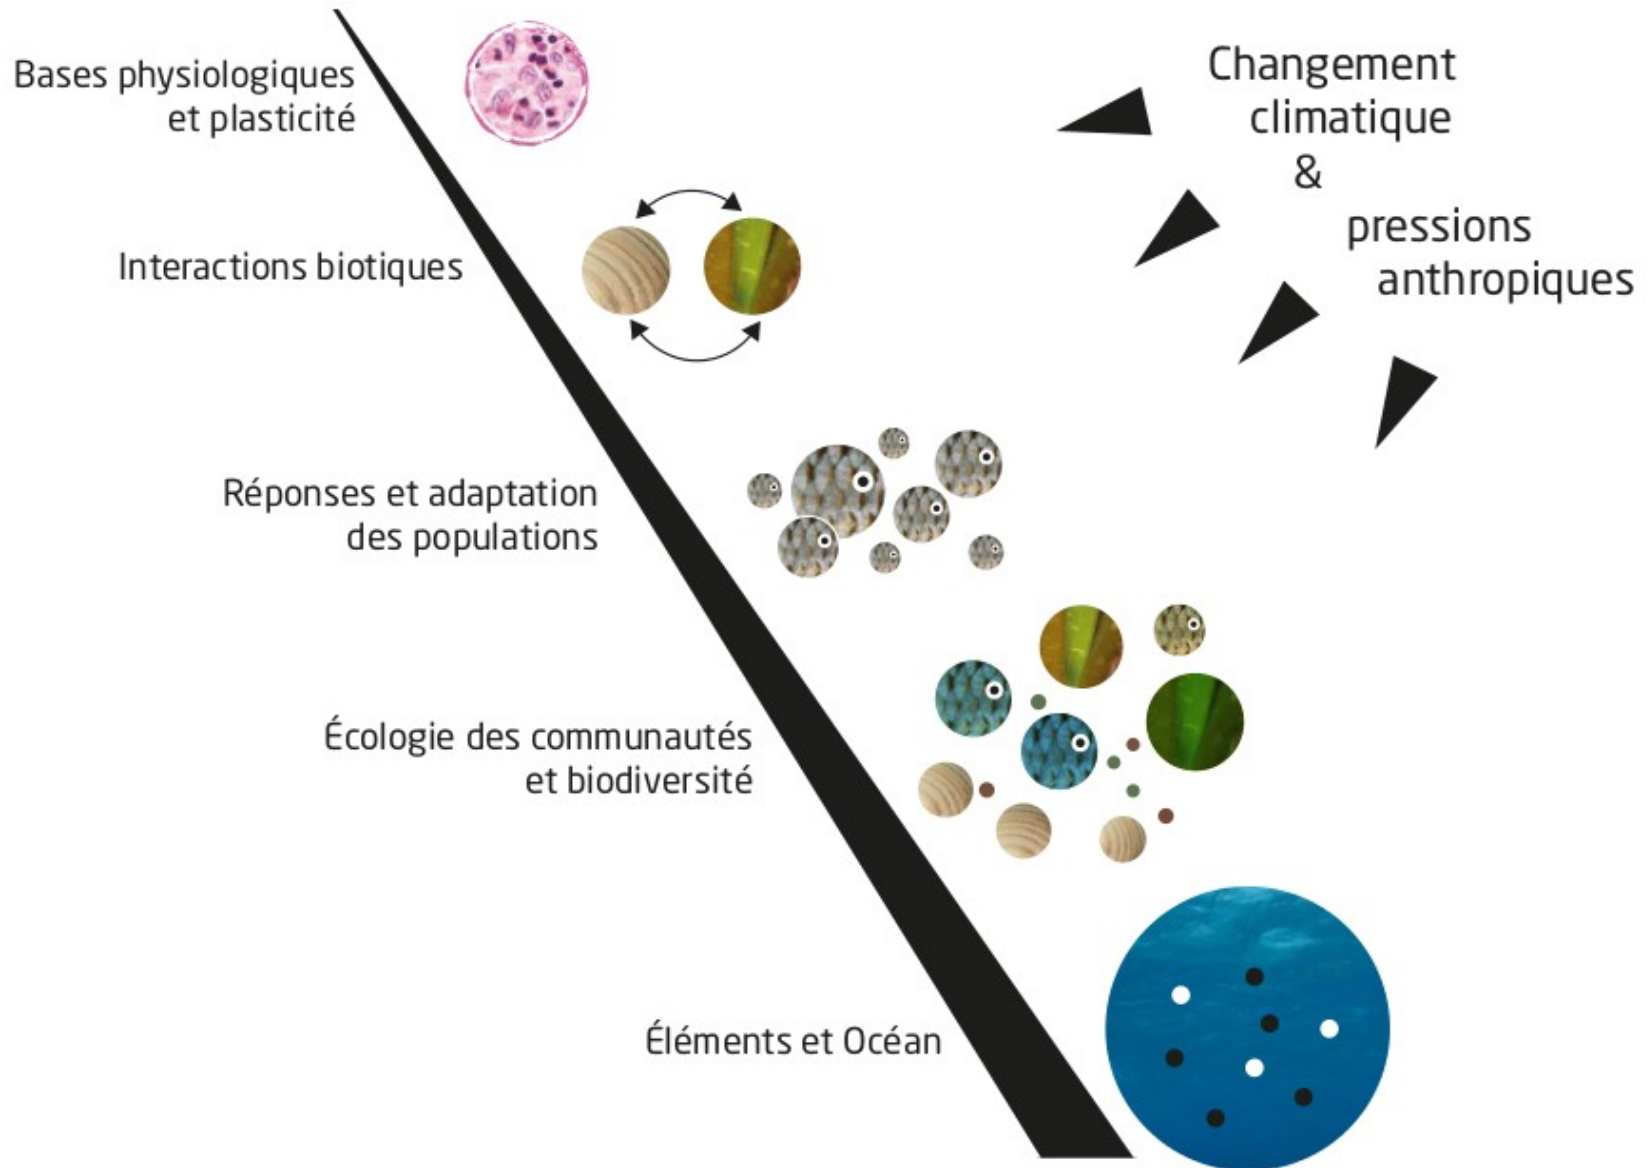 Bases physiologiques
et plasticité
Changement
climatique
&
pressions
anthropiques
Interactions biotiques
Réponses et adaptation
des populations
Écologie des communautés
et biodiversité
Éléments et Océan